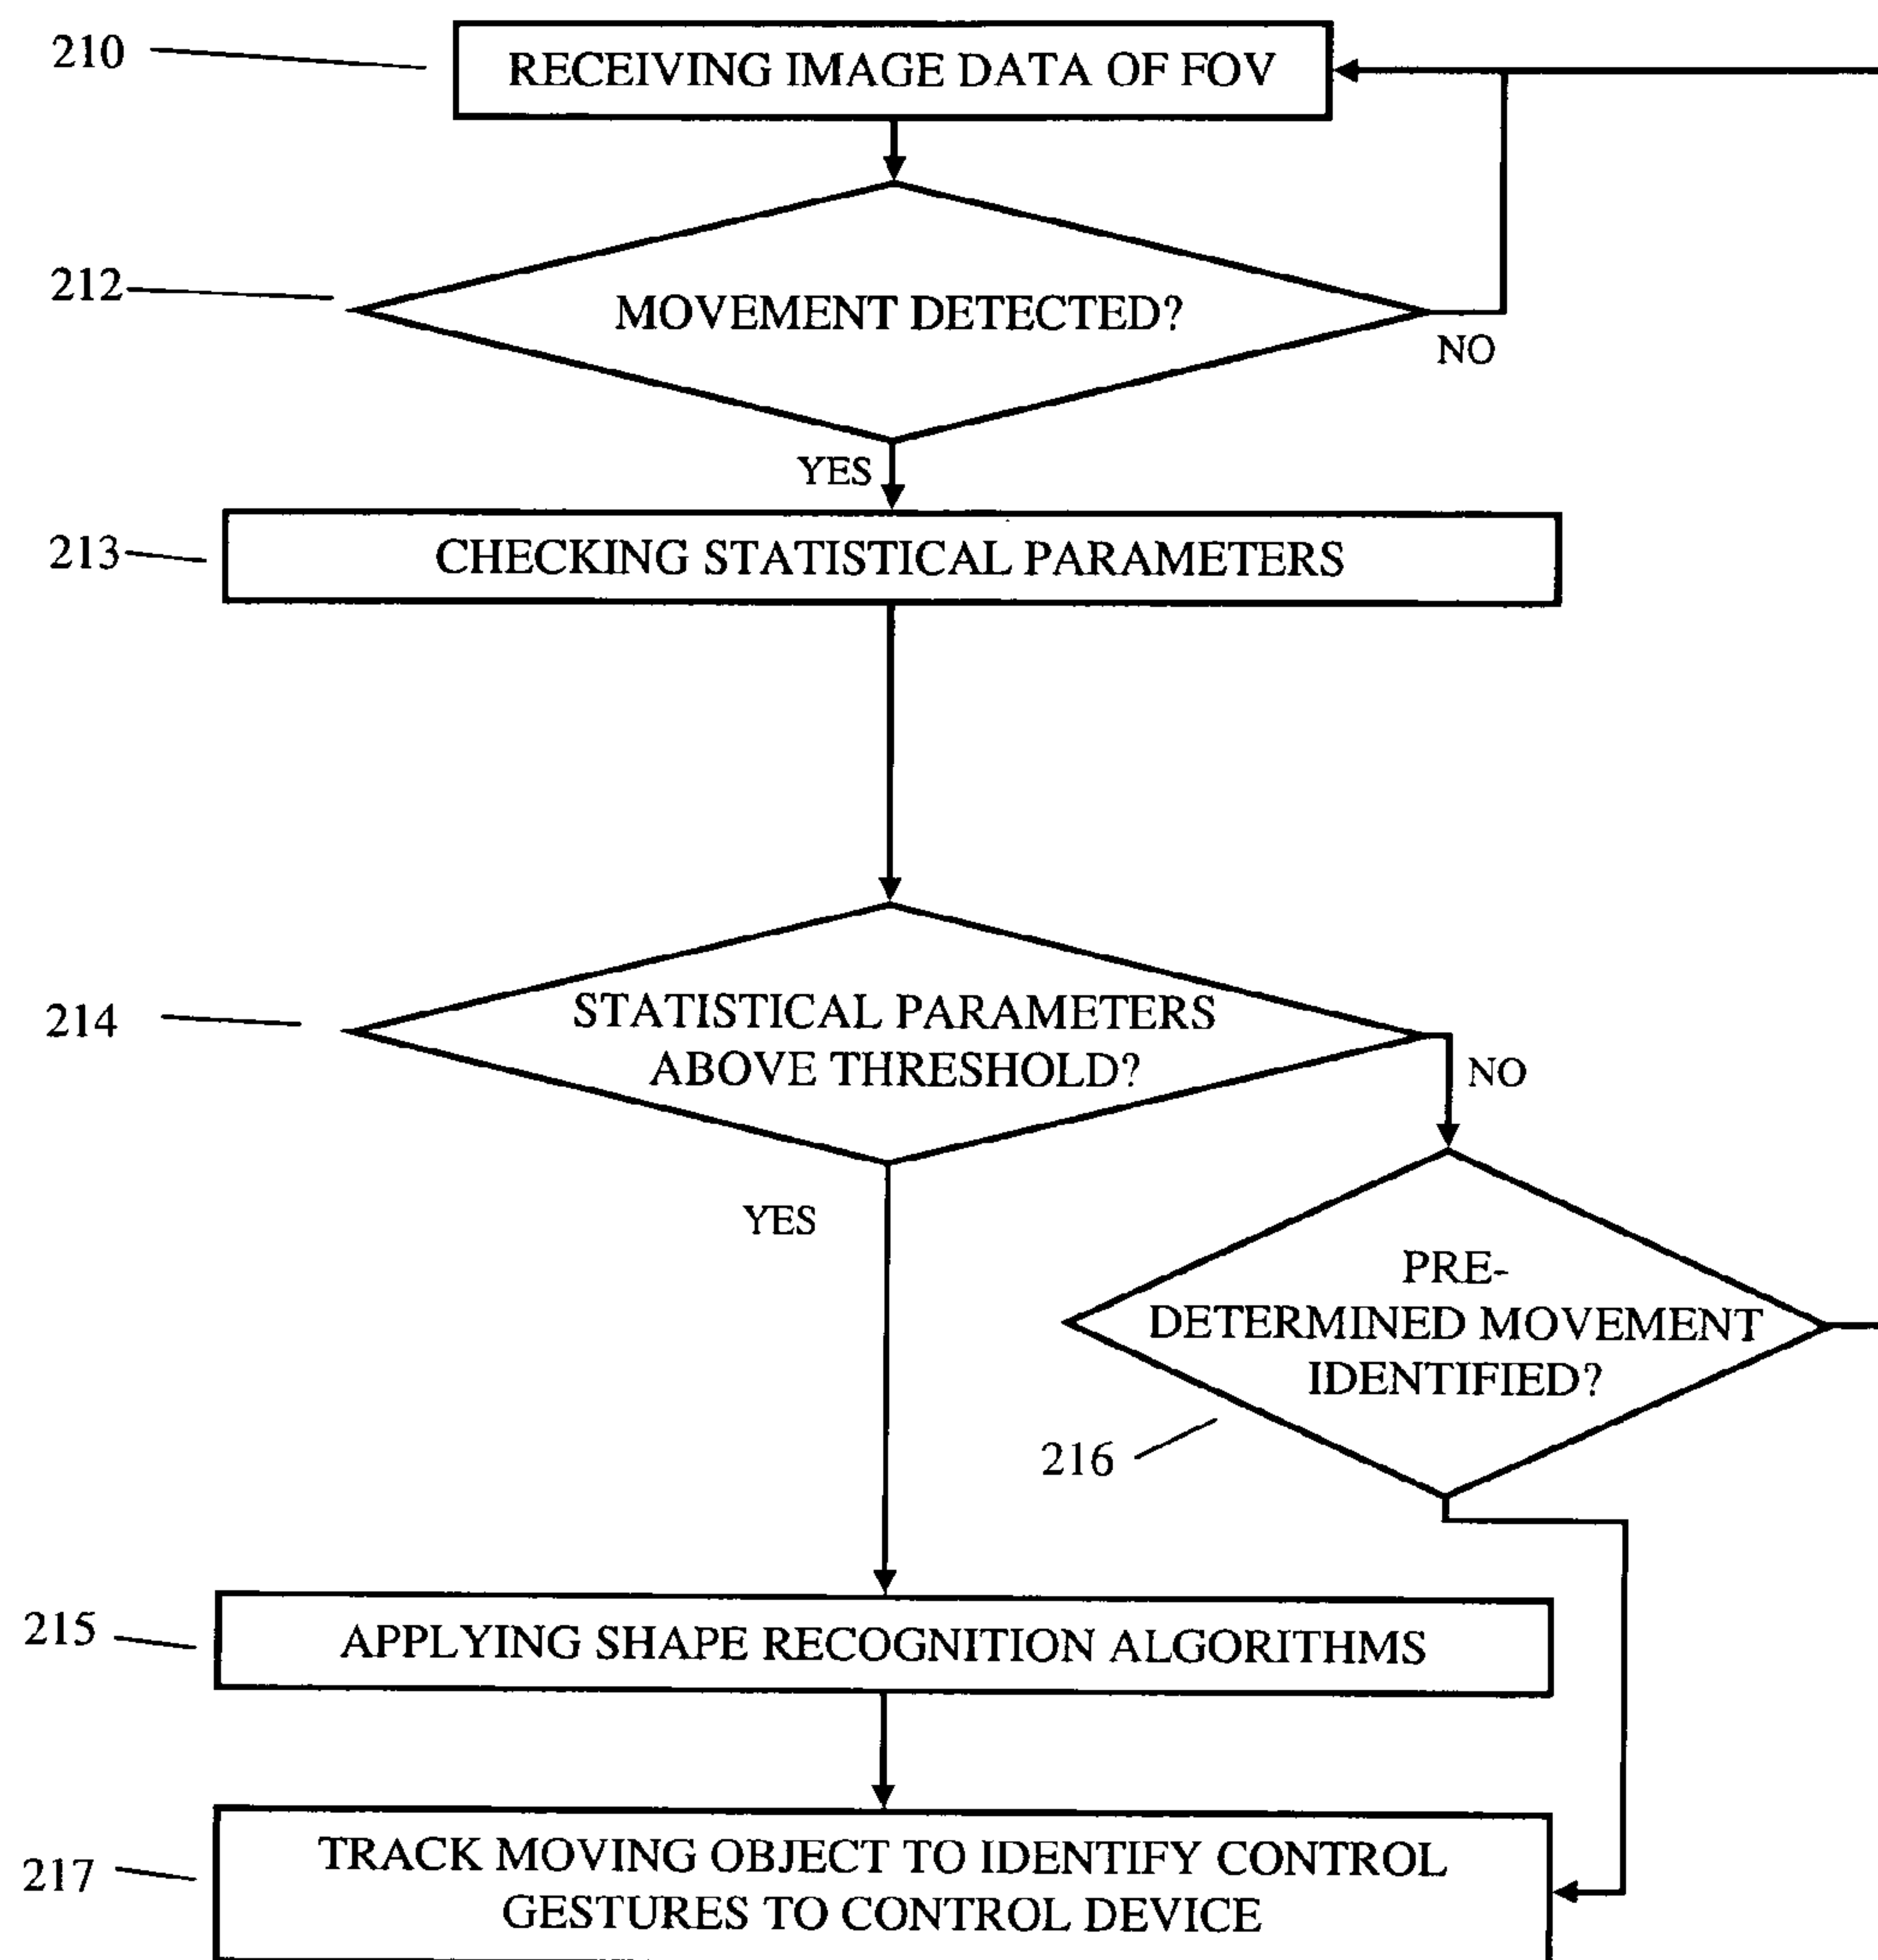 210
RECEIVING IMAGE DATA OF FOV
212
MOVEMENT DETECTED?
NO
YES
213
CHECKING STATISTICAL PARAMETERS
214
STATISTICAL PARAMETERS
ABOVE THRESHOLD?
NO
YES
PRE-
DETERMINED MOVEMENT
IDENTIFIED?
216
215
APPLYING SHAPE RECOGNITION ALGORITHMS
217
TRACK MOVING OBJECT TO IDENTIFY CONTROL
GESTURES TO CONTROL DEVICE